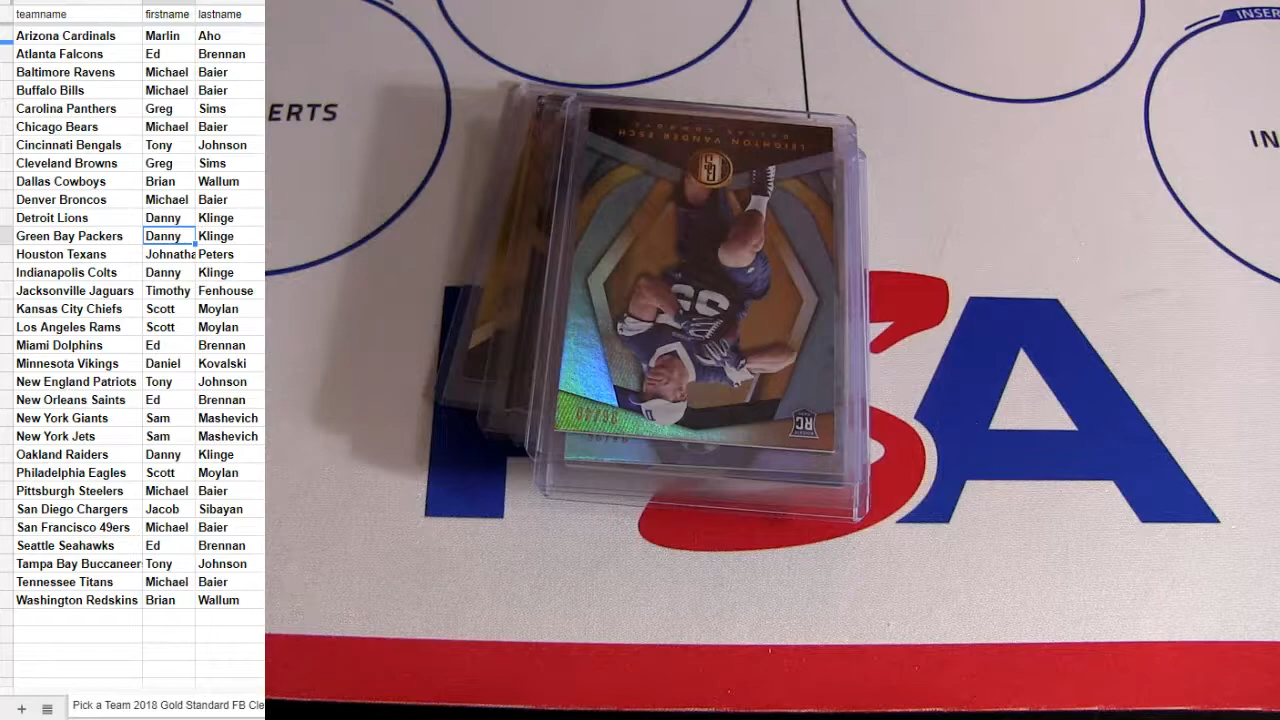 teamname firstname lastname
Arizona Cardinals Marlin Aho
Atlanta Falcons Ed Brennan
Baltimore Ravens Michael Baier
Buffalo Bills Michael Baier
Carolina Panthers Greg Sims
Chicago Bears Michael Baier
Cincinnati Bengals Tony Johnson
Cleveland Browns Greg Sims
Dallas Cowboys Brian Wallum
Denver Broncos Michael Baier
Detroit Lions Danny Klinge
Green Bay Packers Danny Klinge
Houston Texans Johnatha Peters
Indianapolis Colts Danny Klinge
Jacksonville Jaguars Timothy Fenhouse
Kansas City Chiefs Scott Moylan
Los Angeles Rams Scott Moylan
Miami Dolphins Ed Brennan
Minnesota Vikings Daniel Kovalski
New England Patriots Tony Johnson
New Orleans Saints Ed Brennan
New York Giants Sam Mashevich
New York Jets Sam Mashevich
Oakland Raiders Danny Klinge
Philadelphia Eagles Scott Moylan
Pittsburgh Steelers Michael Baier
San Diego Chargers Jacob Sibayan
San Francisco 49ers Michael Baier
Seattle Seahawks Ed Brennan
Tampa Bay Buccaneer Tony Johnson
Tennessee Titans Michael Baier
Washington Redskins Brian Wallum
Pick a Team 2018 Gold Standard FB Cle
INSER
ERTS
IN
LEIGHTON VANDER ESCH
DALLAS COWBOYS
GS
55
RC
SA